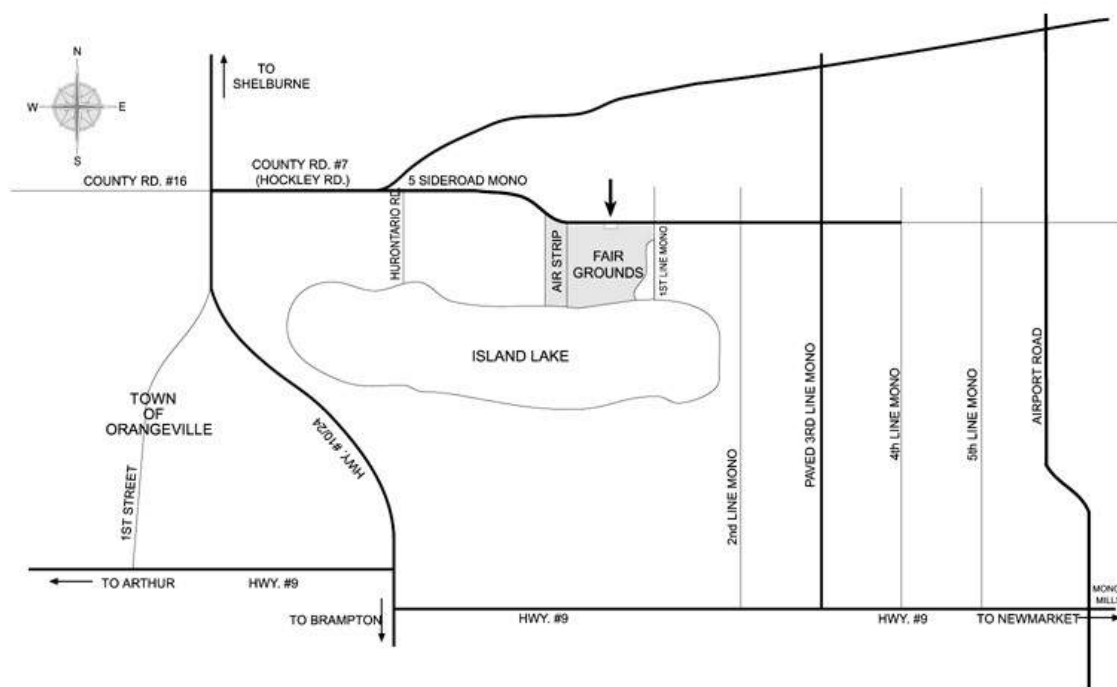 N
W
E
S
TO
SHELBURNE
COUNTY RD. #16
COUNTY RD. #7
(HOCKLEY RD.)
5 SIDEROAD MONO
HURONTARIO RD.
AIR STRIP
FAIR
GROUNDS
1ST LINE MONO
ISLAND LAKE
TOWN
OF
ORANGEVILLE
1ST STREET
HWY. #10/24
2nd LINE MONO
PAVED 3RD LINE MONO
4th LINE MONO
5th LINE MONO
AIRPORT ROAD
TO ARTHUR
HWY. #9
TO BRAMPTON
HWY. #9
HWY. #9
TO NEWMARKET
MONO
MILLS